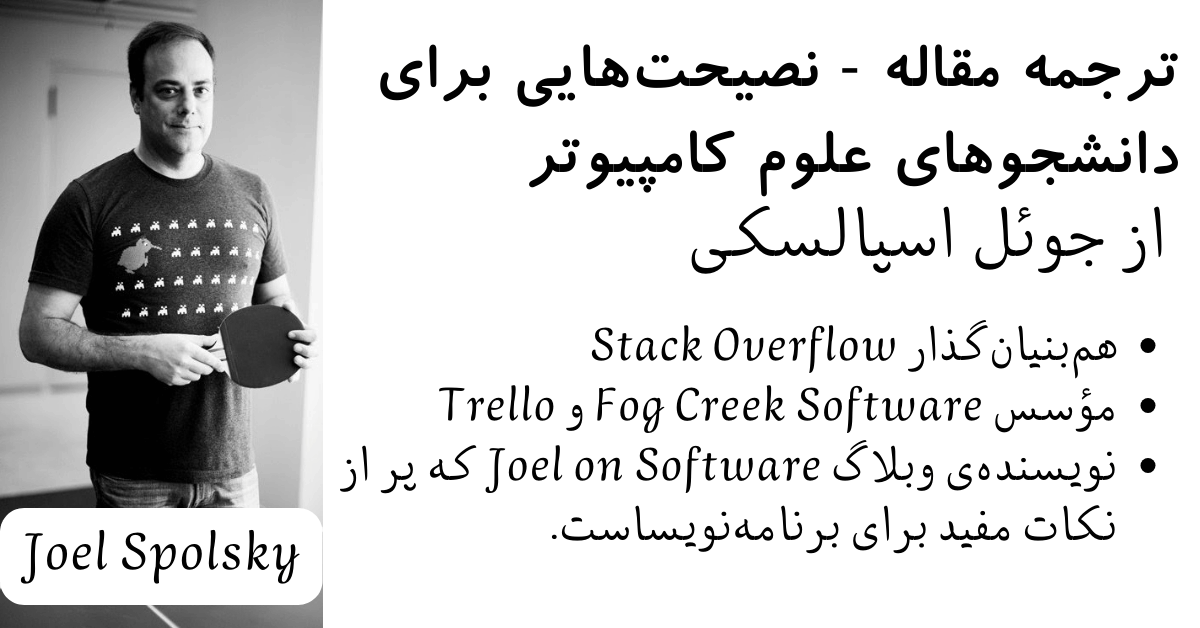 ترجمه مقاله - نصیحت‌هایی برای
دانشجوهای علوم کامپیوتر
از جوئل اسپالسکی
• هم‌بنیان‌گذار Stack Overflow
• مؤسس Fog Creek Software و Trello
• نویسنده‌ی وبلاگ Joel on Software که پر از
نکات مفید برای برنامه‌نویساست.
Joel Spolsky